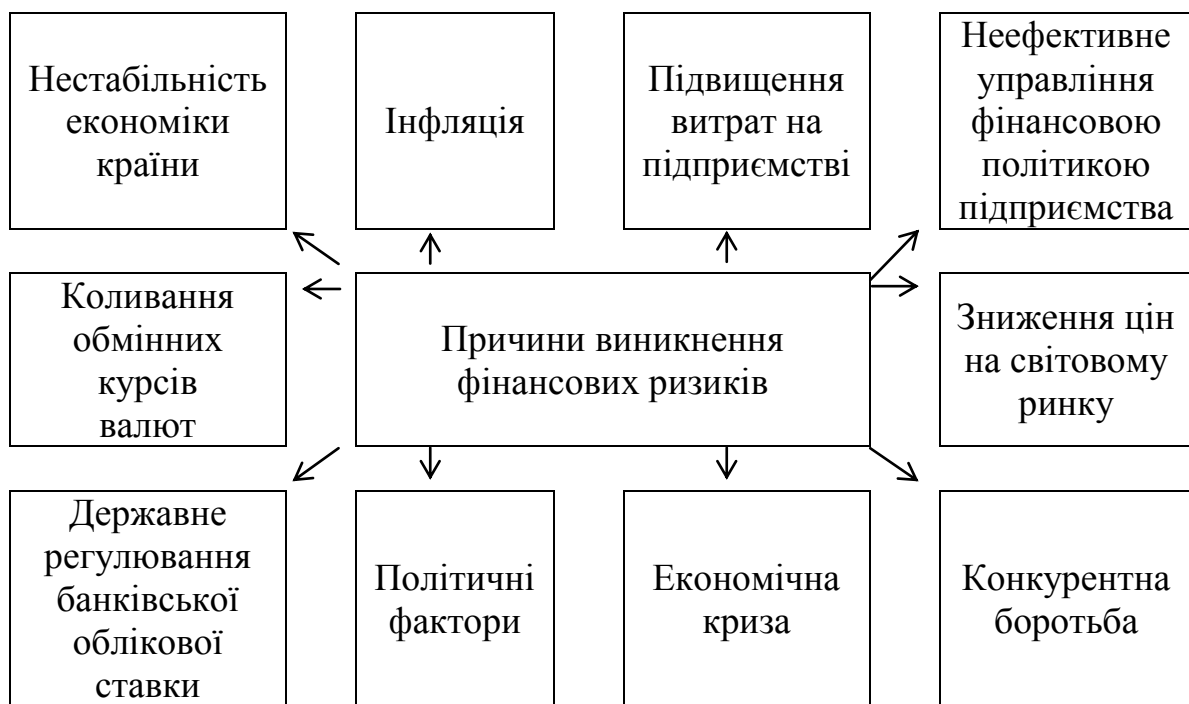 Нестабільність
економіки
країни
Інфляція
Підвищення
витрат на
підприємстві
Неефективне
управління
фінансовою
політикою
підприємства
Коливання
обмінних
курсів
валют
Причини виникнення
фінансових ризиків
Зниження цін
на світовому
ринку
Державне
регулювання
банківської
облікової
ставки
Політичні
фактори
Економічна
криза
Конкурентна
боротьба